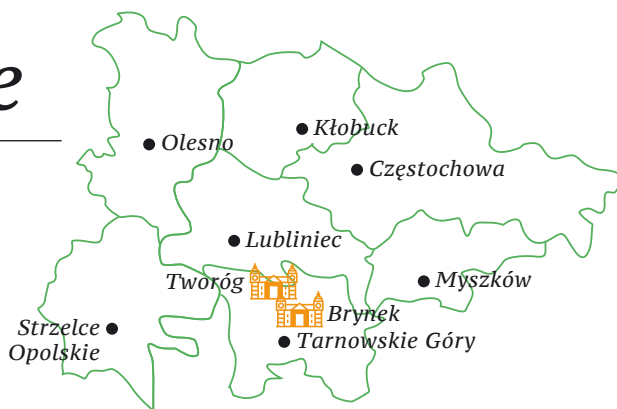 e
Olesno
Kłobuck
Częstochowa
Lubliniec
Tworóg
Myszków
Brynek
Strzelce
Opolskie
Tarnowskie Góry